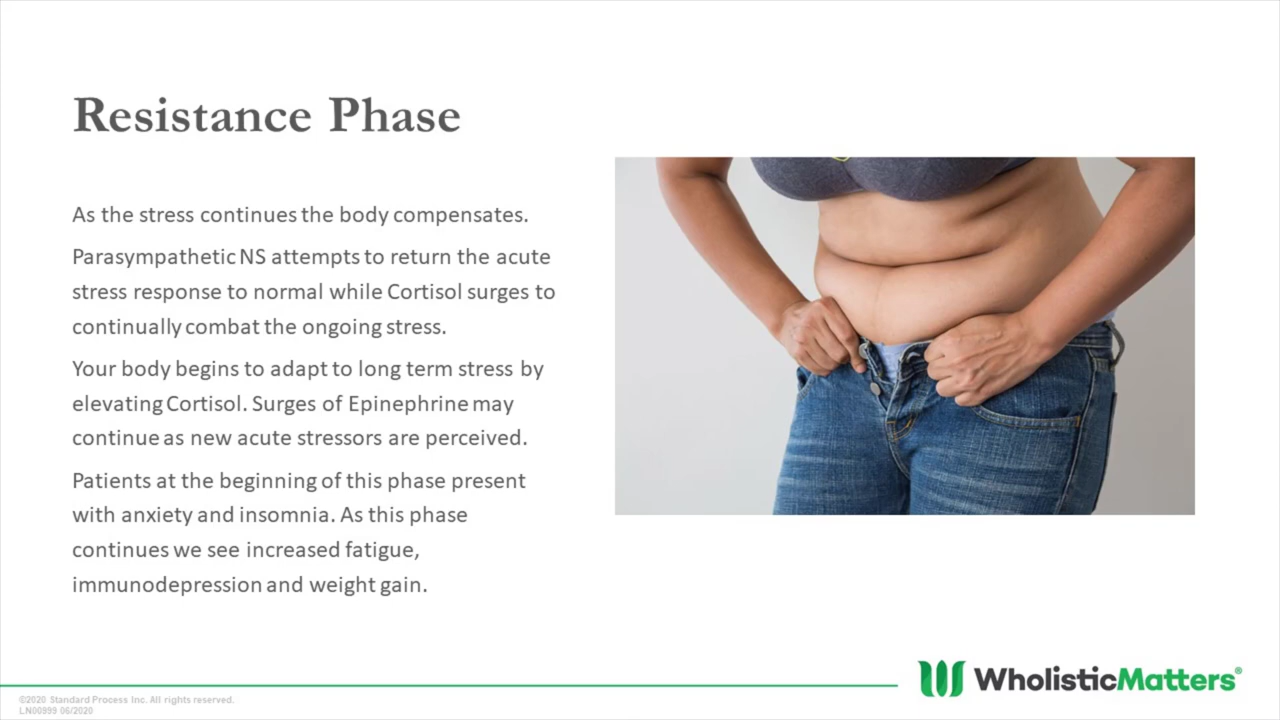 Resistance Phase
As the stress continues the body compensates.
Parasympathetic NS attempts to return the acute
stress response to normal while Cortisol surges to
continually combat the ongoing stress.
Your body begins to adapt to long term stress by
elevating Cortisol. Surges of Epinephrine may
continue as new acute stressors are perceived.
Patients at the beginning of this phase present
with anxiety and insomnia. As this phase
continues we see increased fatigue,
immunodepression and weight gain.
©2020 Standard Process Inc. All rights reserved.
LN00999 06/2020
WholisticMatters®